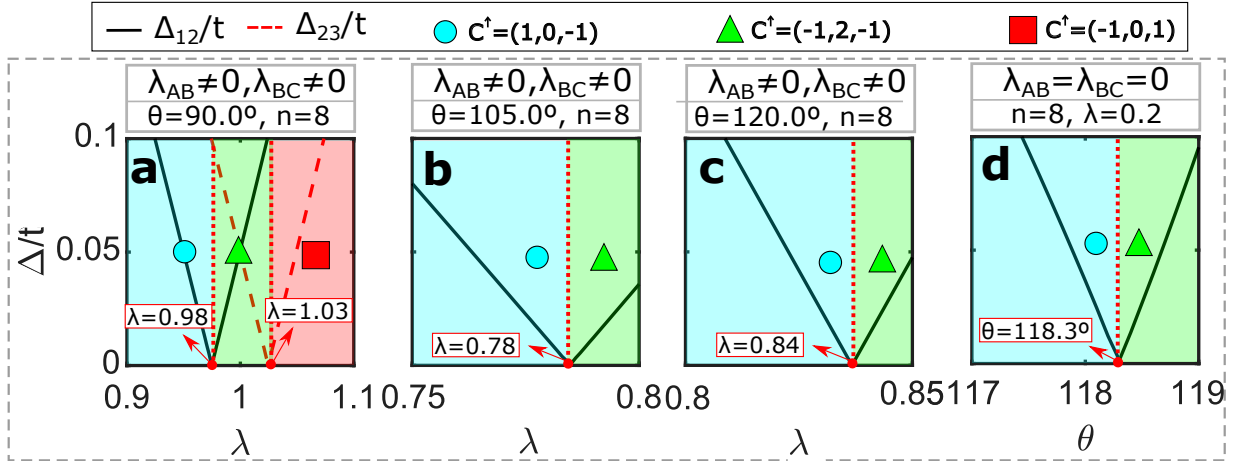 Δ12/t Δ23/t C↑=(1,0,-1) C↑=(-1,2,-1) C↑=(-1,0,1)
λAB≠0,λBC≠0 λAB≠0,λBC≠0 λAB≠0,λBC≠0 λAB=λBC=0
θ=90.0º, n=8 θ=105.0º, n=8 θ=120.0º, n=8 n=8, λ=0.2
0.1 a b c d
Δ/t 0.05
λ=0.98 λ=1.03 λ=0.78 λ=0.84 θ=118.3º
0
0.9 1 1.1 0.75 0.80 0.8 0.85 117 118 119
λ λ λ θ